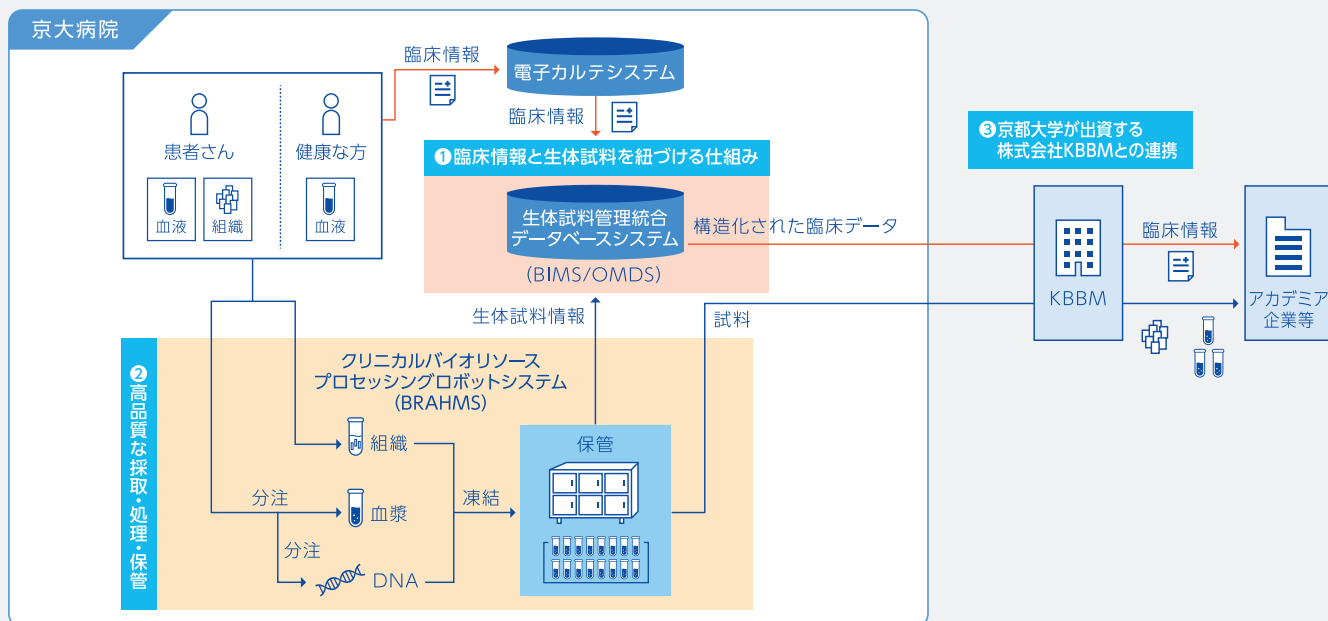 京大病院
臨床情報
電子カルテシステム
患者さん
健康な方
血液
組織
血液
臨床情報
❶臨床情報と生体試料を紐づける仕組み
生体試料管理統合
データベースシステム
(BIMS/OMDS)
構造化された臨床データ
❸京都大学が出資する
株式会社KBBMとの連携
KBBM
臨床情報
アカデミア
企業等
生体試料情報
試料
❷高品質な採取・処理・保管
クリニカルバイオリソース
プロセッシングロボットシステム
(BRAHMS)
組織
分注
血漿
分注
DNA
凍結
保管